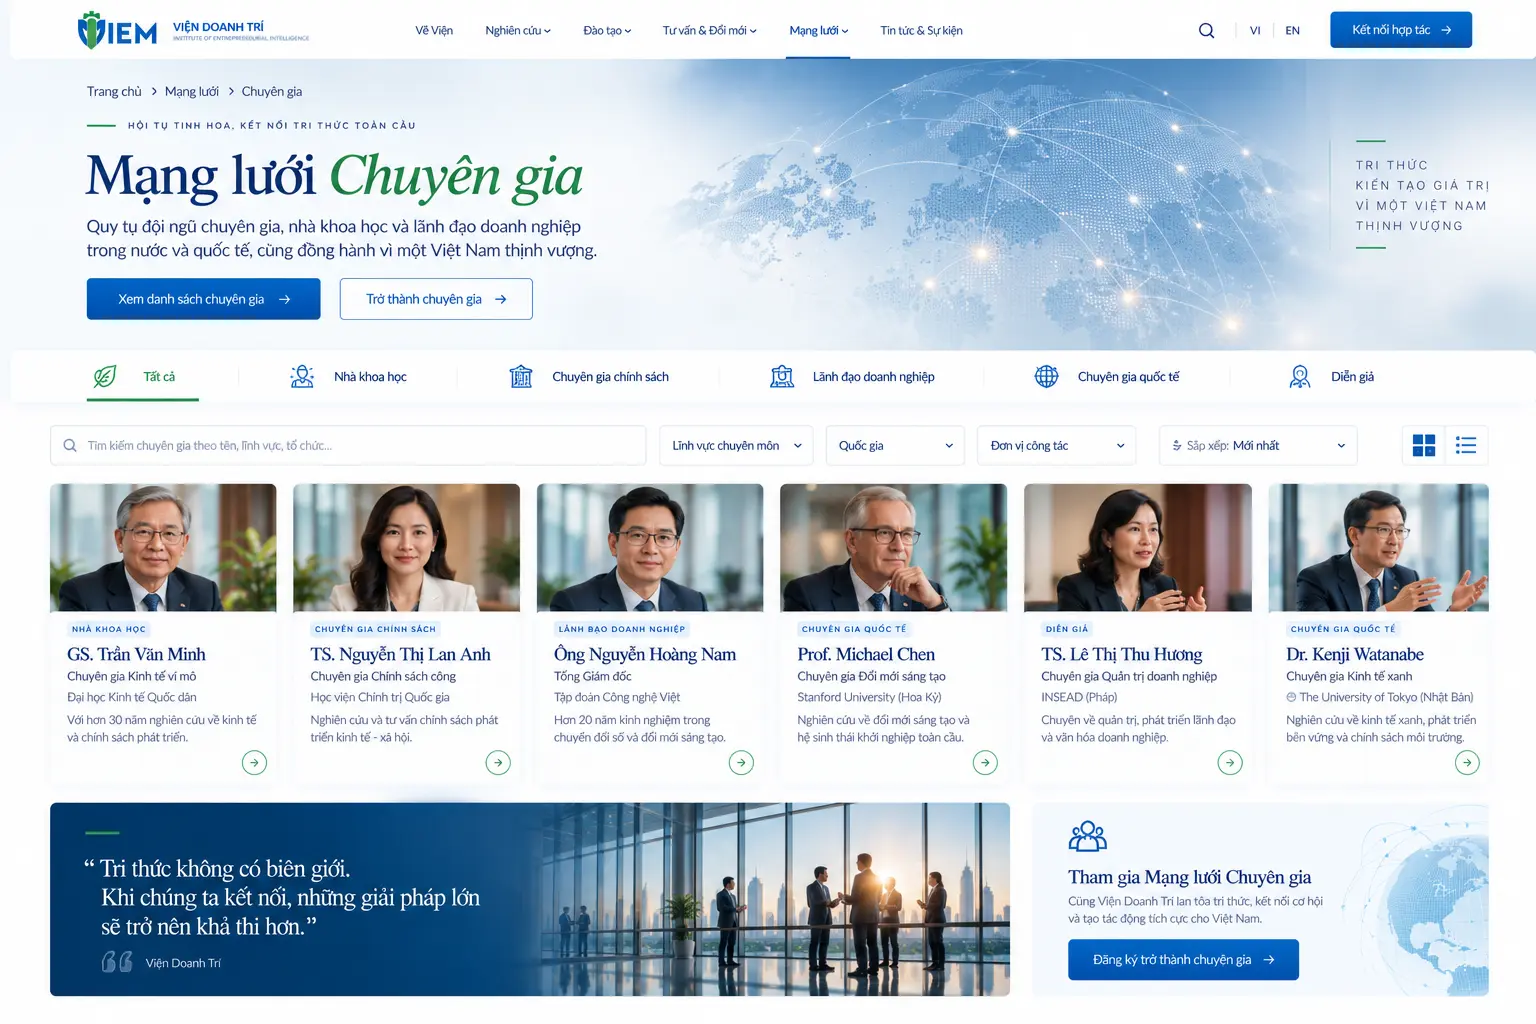 VIEM
VIỆN DOANH TRÍ
INSTITUTE OF ENTREPRENEURIAL INTELLIGENCE
Về Viện
Nghiên cứu
Đào tạo
Tư vấn & Đổi mới
Mạng lưới
Tin tức & Sự kiện
VI
EN
Kết nối hợp tác
Trang chủ > Mạng lưới > Chuyên gia
HỘI TỤ TINH HOA, KẾT NỐI TRI THỨC TOÀN CẦU
Mạng lưới Chuyên gia
Quy tụ đội ngũ chuyên gia, nhà khoa học và lãnh đạo doanh nghiệp
trong nước và quốc tế, cùng đồng hành vì một Việt Nam thịnh vượng.
Xem danh sách chuyên gia
Trở thành chuyên gia
TRI THỨC
KIẾN TẠO GIÁ TRỊ
VÌ MỘT VIỆT NAM
THỊNH VƯỢNG
Tất cả
Nhà khoa học
Chuyên gia chính sách
Lãnh đạo doanh nghiệp
Chuyên gia quốc tế
Diễn giả
Tìm kiếm chuyên gia theo tên, lĩnh vực, tổ chức...
Lĩnh vực chuyên môn
Quốc gia
Đơn vị công tác
Sắp xếp: Mới nhất
NHÀ KHOA HỌC
GS. Trần Văn Minh
Chuyên gia Kinh tế vĩ mô
Đại học Kinh tế Quốc dân
Với hơn 30 năm nghiên cứu về kinh tế
và chính sách phát triển.
CHUYÊN GIA CHÍNH SÁCH
TS. Nguyễn Thị Lan Anh
Chuyên gia Chính sách công
Học viện Chính trị Quốc gia
Nghiên cứu và tư vấn chính sách phát
triển kinh tế - xã hội.
LÃNH ĐẠO DOANH NGHIỆP
Ông Nguyễn Hoàng Nam
Tổng Giám đốc
Tập đoàn Công nghệ Việt
Hơn 20 năm kinh nghiệm trong
chuyển đổi số và đổi mới sáng tạo.
CHUYÊN GIA QUỐC TẾ
Prof. Michael Chen
Chuyên gia Đổi mới sáng tạo
Stanford University (Hoa Kỳ)
Nghiên cứu về đổi mới sáng tạo và
hệ sinh thái khởi nghiệp toàn cầu.
DIỄN GIẢ
TS. Lê Thị Thu Hương
Chuyên gia Quản trị doanh nghiệp
INSEAD (Pháp)
Chuyên về quản trị, phát triển lãnh đạo
và văn hóa doanh nghiệp.
CHUYÊN GIA QUỐC TẾ
Dr. Kenji Watanabe
Chuyên gia Kinh tế xanh
The University of Tokyo (Nhật Bản)
Nghiên cứu về kinh tế xanh, phát triển
bền vững và chính sách môi trường.
“ Tri thức không có biên giới.
Khi chúng ta kết nối, những giải pháp lớn
sẽ trở nên khả thi hơn.”
Viện Doanh Trí
Tham gia Mạng lưới Chuyên gia
Cùng Viện Doanh Trí lan tỏa tri thức, kết nối cơ hội
và tạo tác động tích cực cho Việt Nam.
Đăng ký trở thành chuyên gia